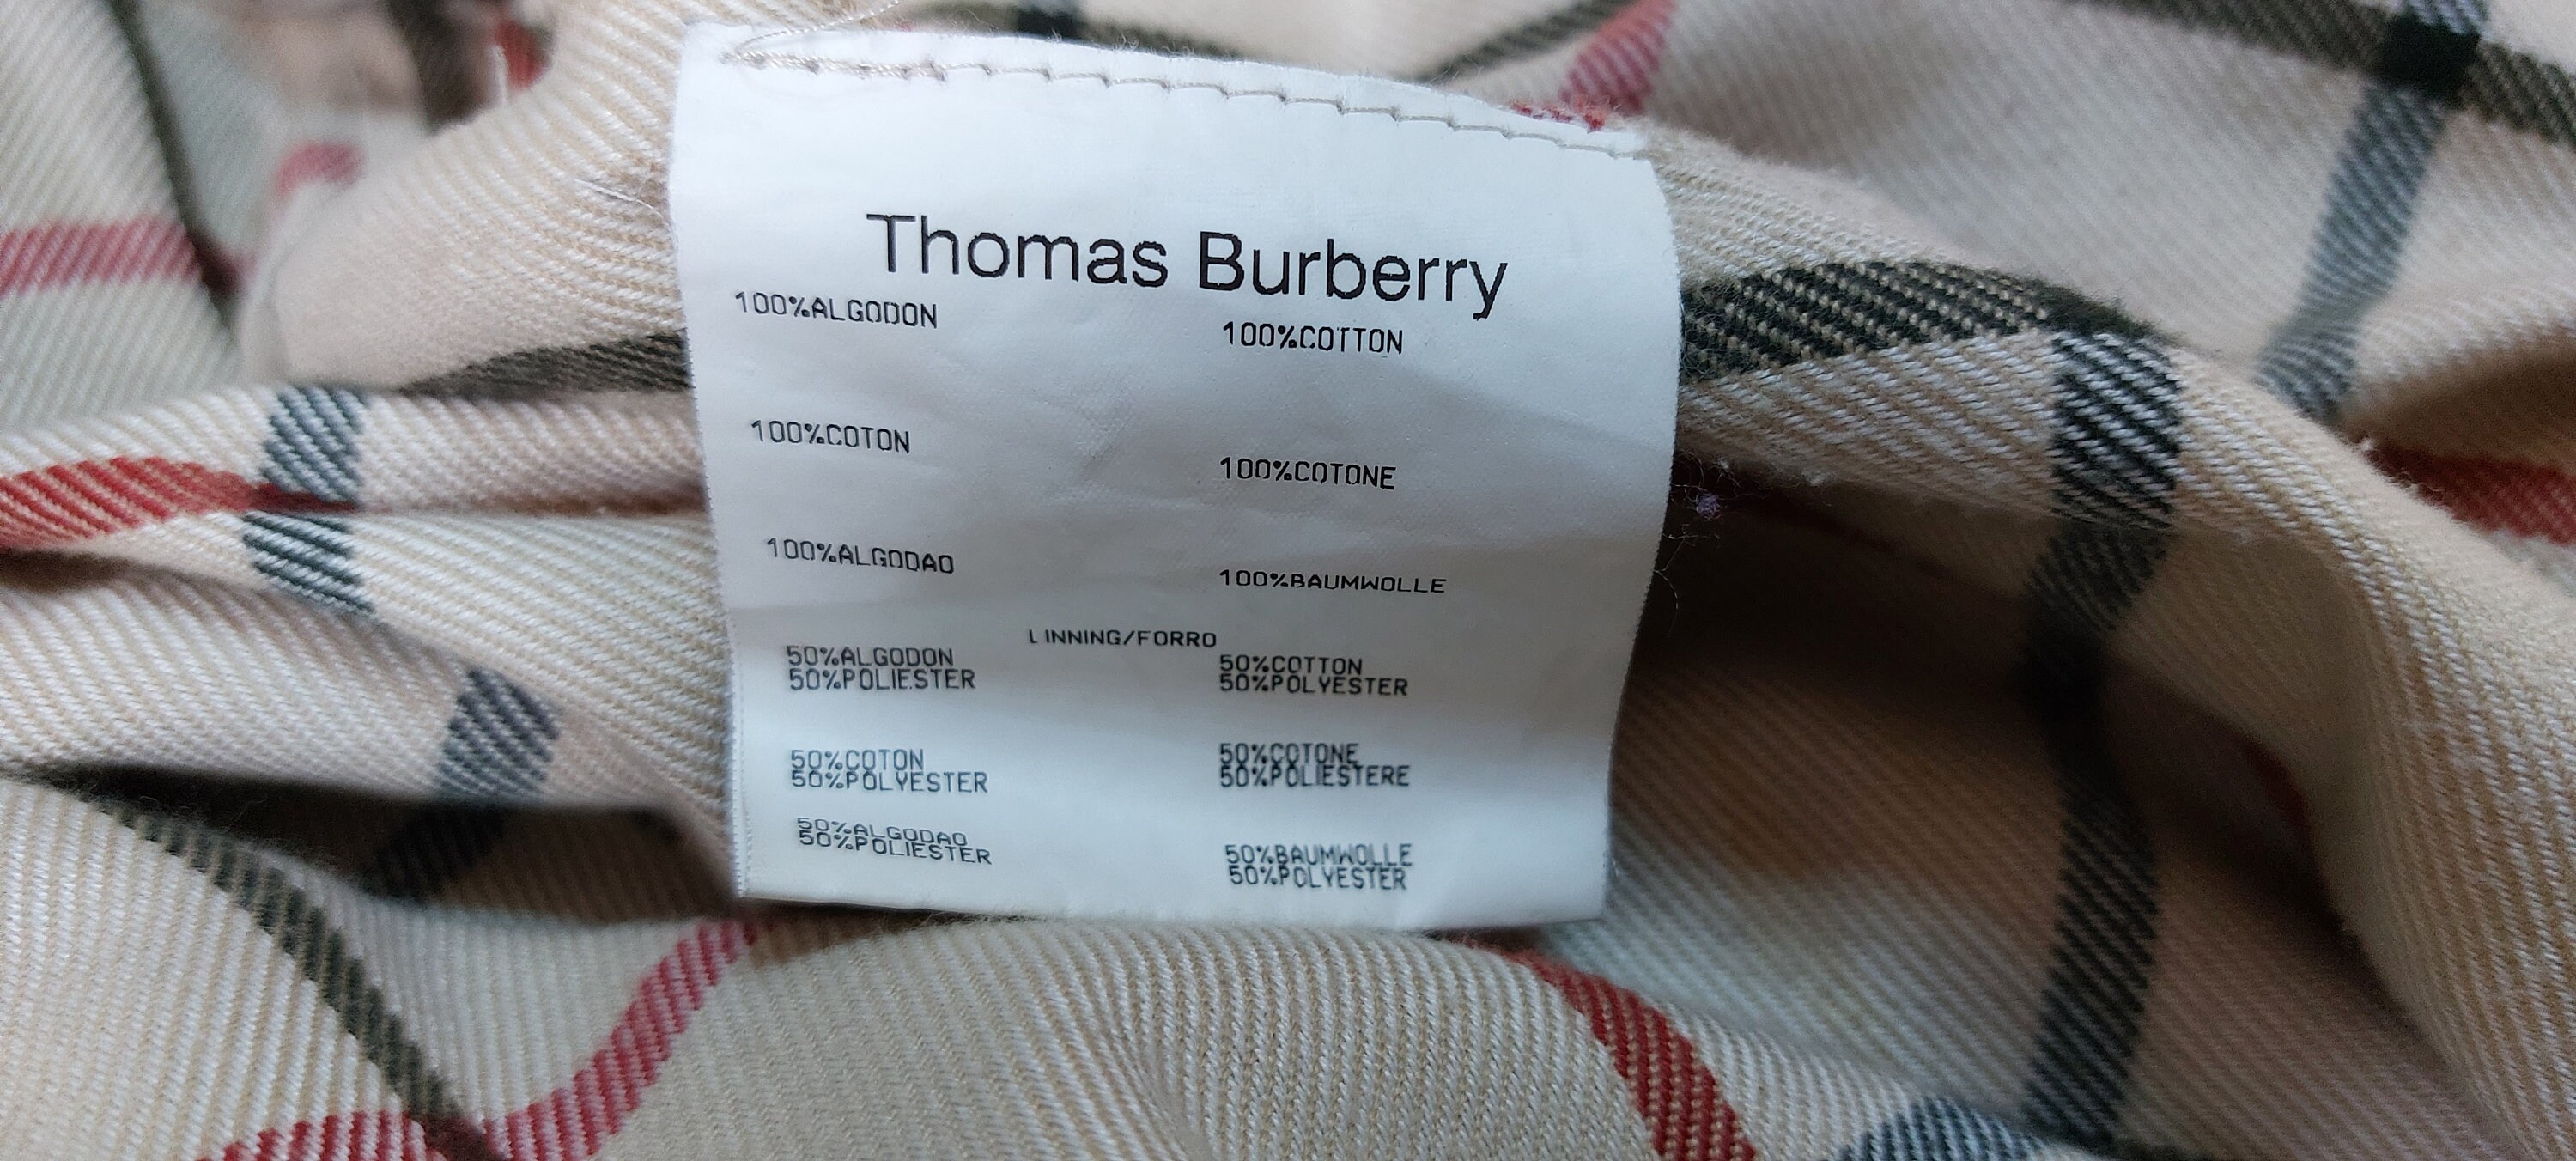 Thomas Burberry
100%ALGODON 100%COTTON
100%COTON 100%COTONE
100%ALGODAO 100%BAUMWOLLE
LINNING/FORRO
50%ALGODON 50%COTTON
50%POLIESTER 50%POLYESTER
50%COTON 50%COTONE
50%POLYESTER 50%POLIESTERE
50%ALGODAO 50%BAUMWOLLE
50%POLIESTER 50%POLYESTER